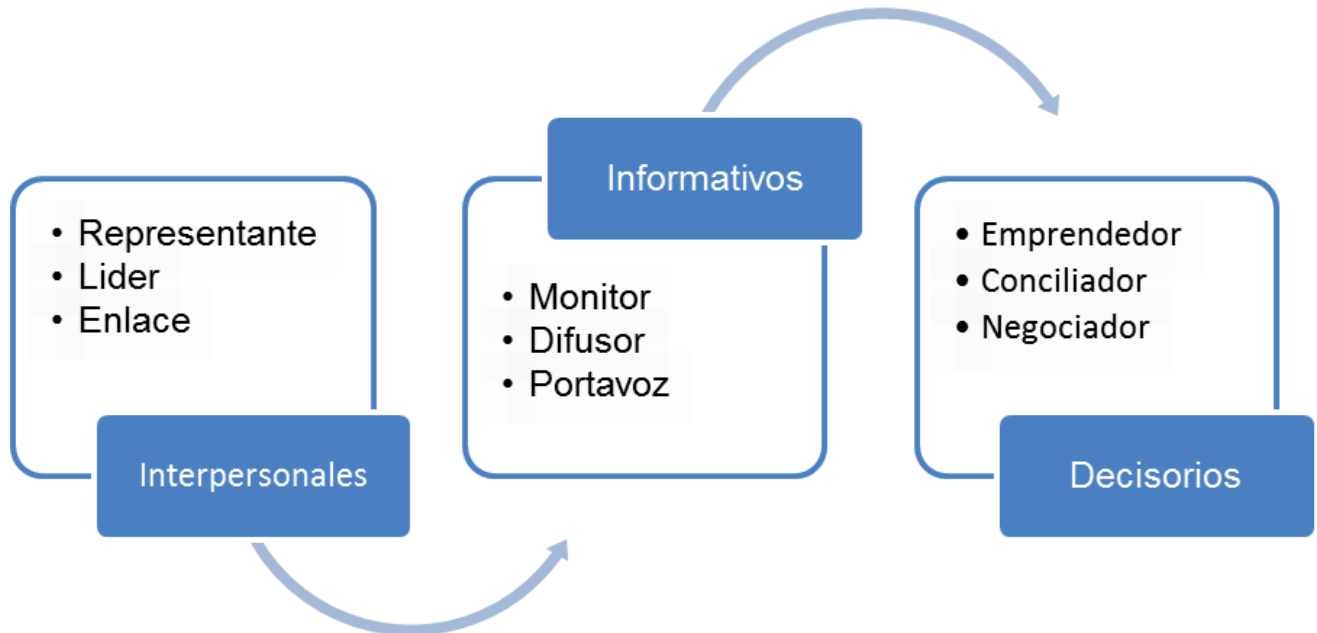 • Representante
• Lider
• Enlace
Interpersonales
Informativos
• Monitor
• Difusor
• Portavoz
• Emprendedor
• Conciliador
• Negociador
Decisorios